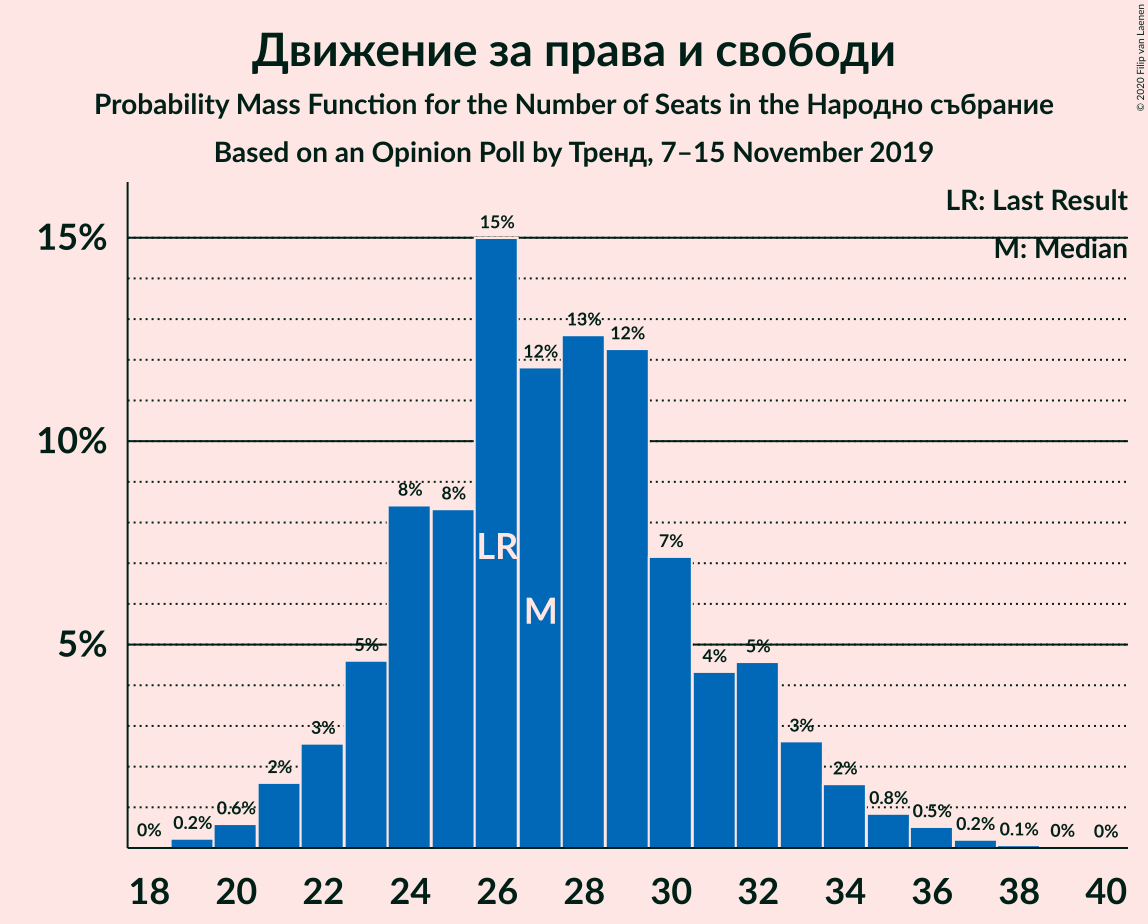 Движение за права и свободи
Probability Mass Function for the Number of Seats in the Народно събрание
Based on an Opinion Poll by Тренд, 7–15 November 2019
© 2020 Filip van Laenen
LR: Last Result
M: Median
15%
10%
5%
0%
0.2%
0.6%
2%
3%
5%
8%
8%
15%
12%
13%
12%
7%
4%
5%
3%
2%
0.8%
0.5%
0.2%
0.1%
0%
0%
LR
M
18 20 22 24 26 28 30 32 34 36 38 40